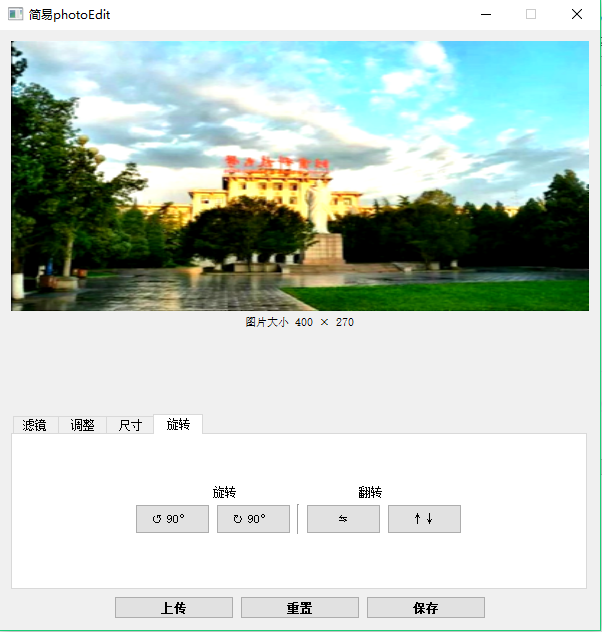 简易photoEdit
图片大小 400 × 270
滤镜 调整 尺寸 旋转
旋转 翻转
↺ 90° ↻ 90° ⇋ ↑↓
上传 重置 保存